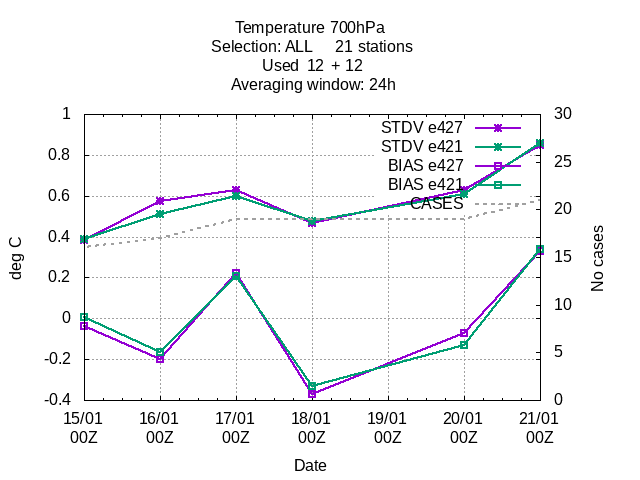 Temperature 700hPa
Selection: ALL     21 stations
Used  12 + 12
Averaging window: 24h
STDV e427
STDV e421
BIAS e427
BIAS e421
CASES
1
0.8
0.6
0.4
0.2
0
-0.2
-0.4
30
25
20
15
10
5
0
deg C
No cases
15/01 16/01 17/01 18/01 19/01 20/01 21/01
00Z 00Z 00Z 00Z 00Z 00Z 00Z
Date